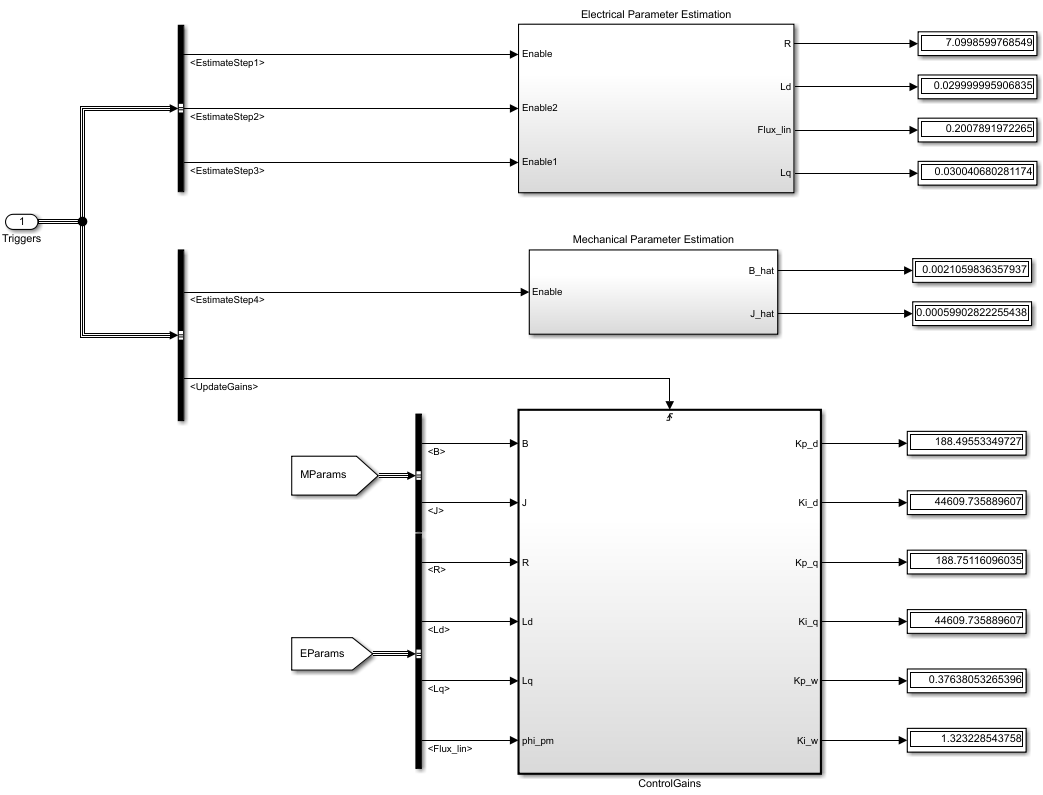 Electrical Parameter Estimation
<EstimateStep1>
Enable
R
7.0998599768549
Ld
0.029999995906835
<EstimateStep2>
Enable2
Flux_lin
0.2007891972265
<EstimateStep3>
Enable1
Lq
0.030040680281174
1
Triggers
Mechanical Parameter Estimation
<EstimateStep4>
Enable
B_hat
0.0021059836357937
J_hat
0.00059902822255438
<UpdateGains>
MParams
<B>
B
Kp_d
188.49553349727
<J>
J
Ki_d
44609.735889607
<R>
R
Kp_q
188.75116096035
EParams
<Ld>
Ld
Ki_q
44609.735889607
<Lq>
Lq
Kp_w
0.37638053265396
<Flux_lin>
phi_pm
Ki_w
1.323228543758
ControlGains